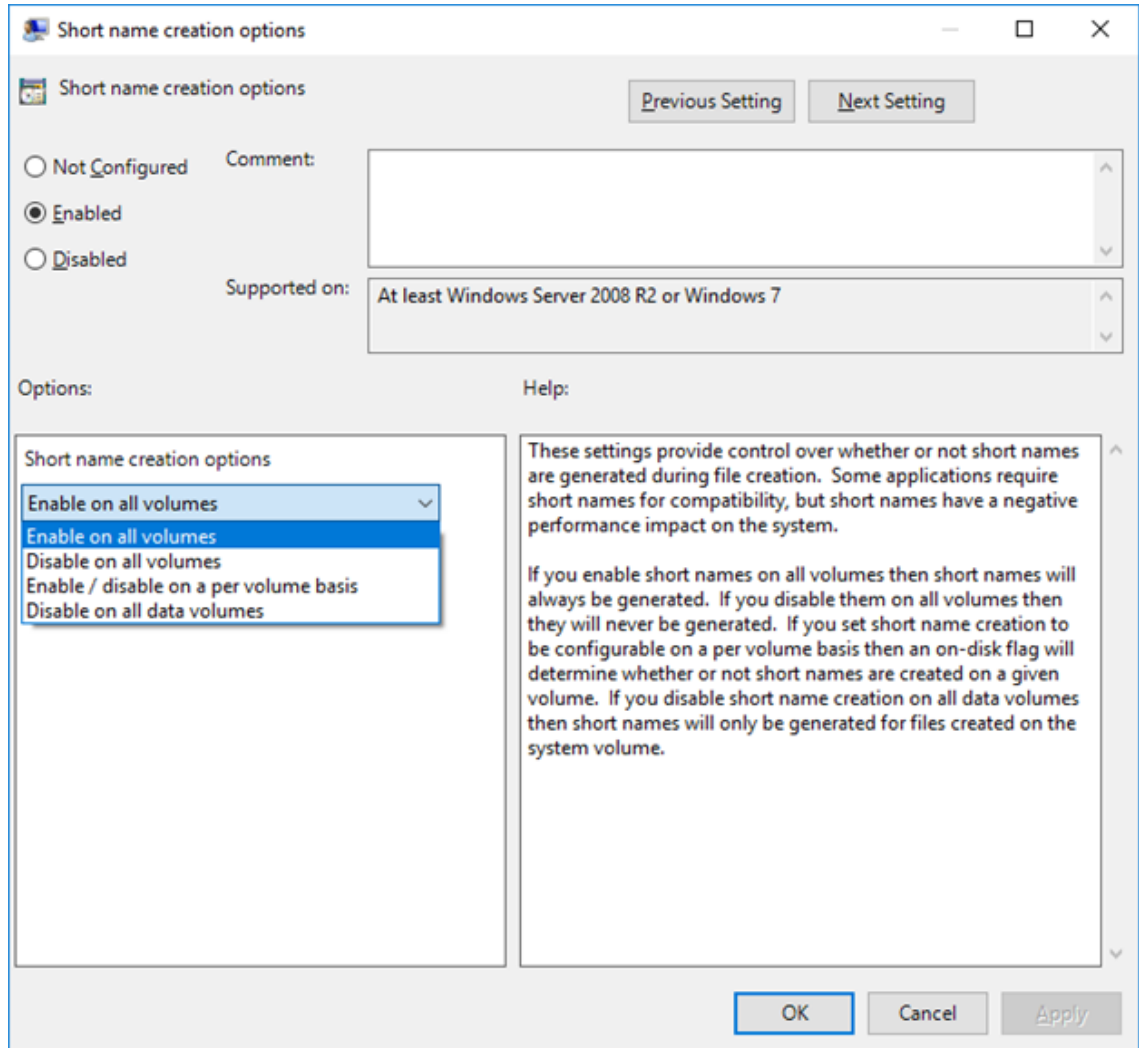 Short name creation options
Short name creation options
Previous Setting
Next Setting
Not Configured
Comment:
Enabled
Disabled
Supported on:
At least Windows Server 2008 R2 or Windows 7
Options:
Help:
Short name creation options
Enable on all volumes
Enable on all volumes
Disable on all volumes
Enable / disable on a per volume basis
Disable on all data volumes
These settings provide control over whether or not short names
are generated during file creation.  Some applications require
short names for compatibility, but short names have a negative
performance impact on the system.
If you enable short names on all volumes then short names will
always be generated.  If you disable them on all volumes then
they will never be generated.  If you set short name creation to
be configurable on a per volume basis then an on-disk flag will
determine whether or not short names are created on a given
volume.  If you disable short name creation on all data volumes
then short names will only be generated for files created on the
system volume.
OK
Cancel
Apply